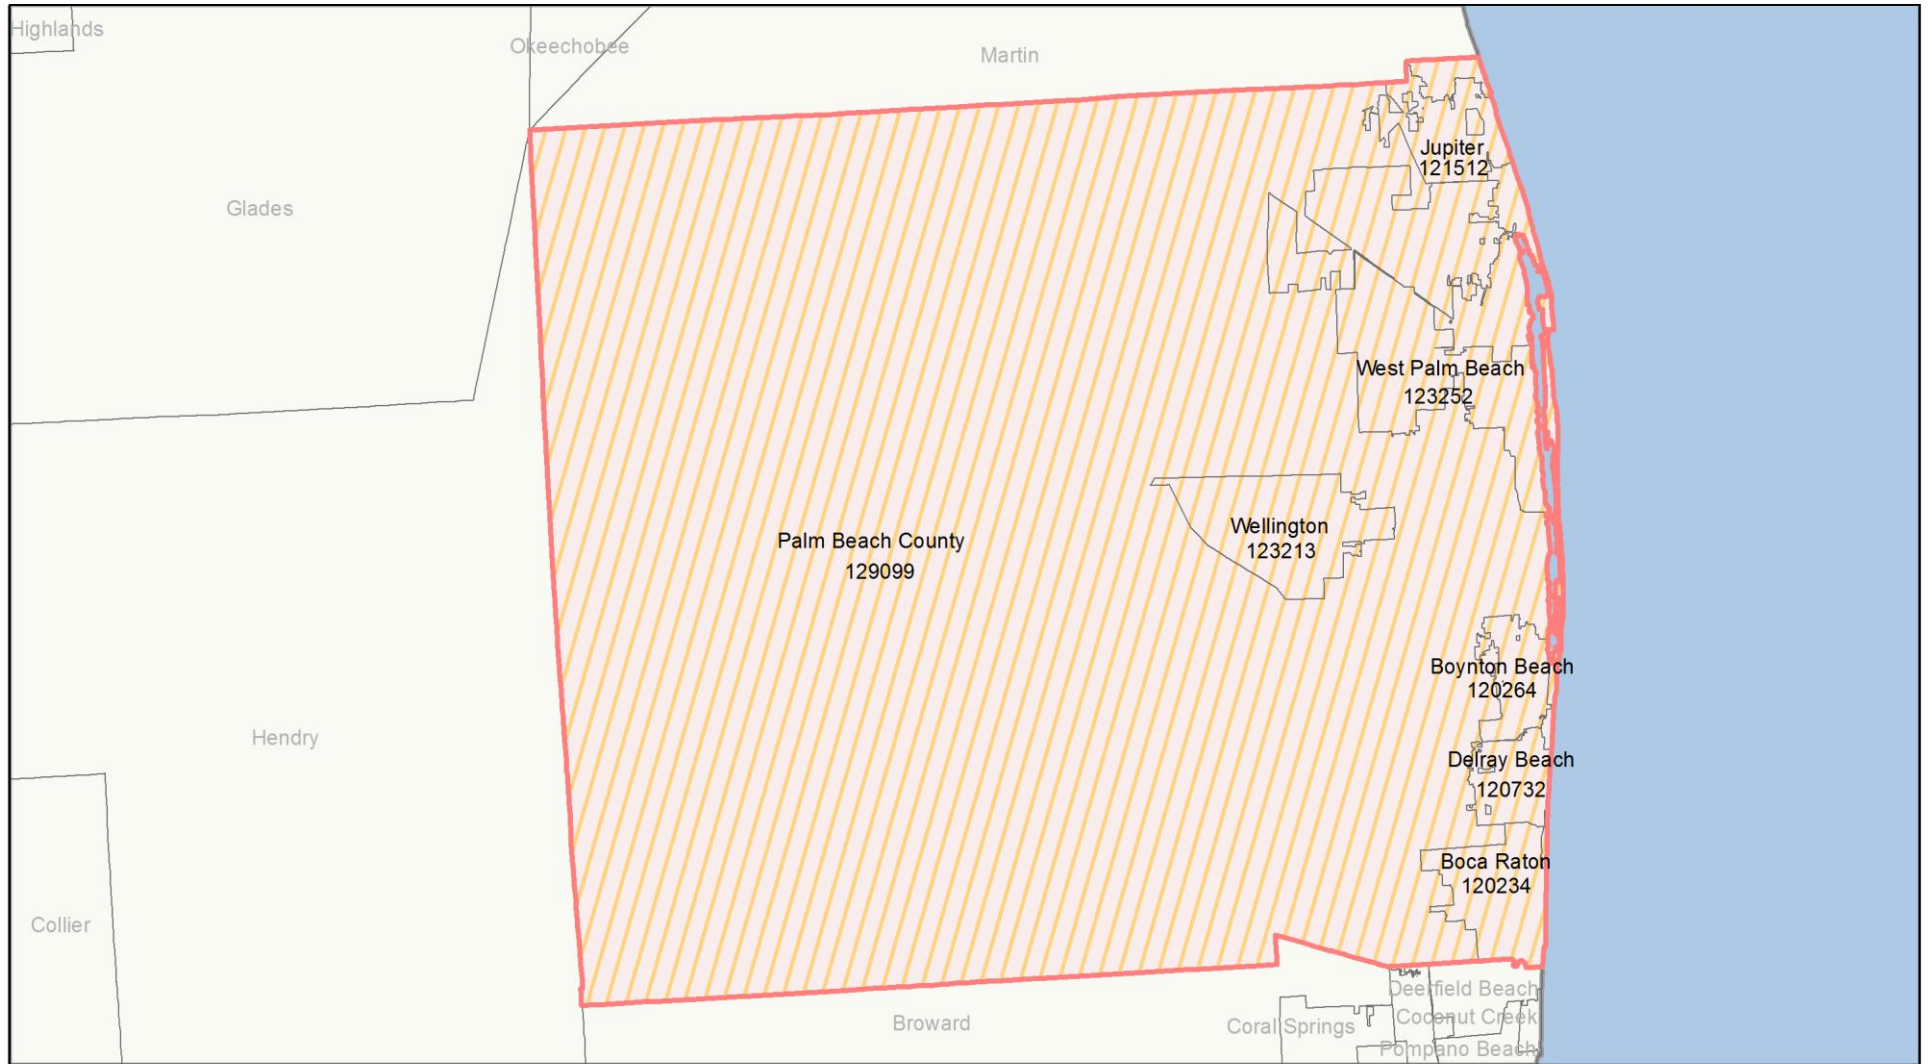 Highlands
Okeechobee
Martin
Jupiter
121512
Glades
West Palm Beach
123252
Wellington
123213
Palm Beach County
129099
Boynton Beach
120264
Hendry
Delray Beach
120732
Boca Raton
120234
Collier
Deerfield Beach
Broward
Coral Springs
Coconut Creek
Pompano Beach